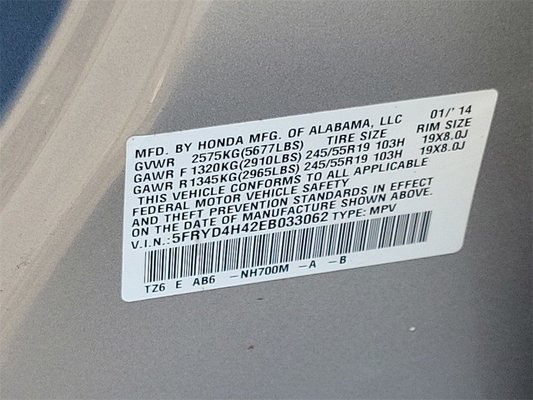 MFD. BY HONDA MFG. OF ALABAMA, LLC 01/'14
GVWR 2575KG(5677LBS) TIRE SIZE RIM SIZE
GAWR F 1320KG(2910LBS) 245/55R19 103H 19X8.0J
GAWR R1345KG(2965LBS) 245/55R19 103H 19X8.0J
THIS VEHICLE CONFORMS TO ALL APPLICABLE
FEDERAL MOTOR VEHICLE SAFETY
AND THEFT PREVENTION STANDARDS IN EFFECT
ON THE DATE OF MANUFACTURE SHOWN ABOVE.
V.I.N.:5FRYD4H42EB033062 TYPE: MPV
TZ6 E AB6 -NH700M -A -B